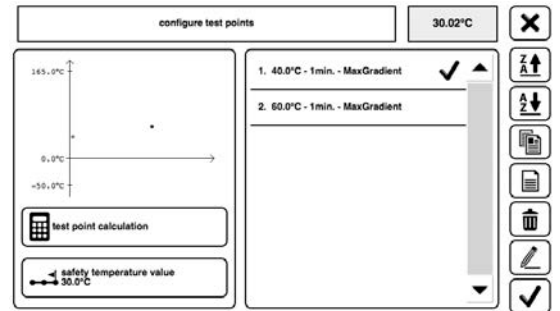 configure test points
30.02°C
165.0°C
0.0°C
-50.0°C
test point calculation
safety temperature value
30.0°C
1. 40.0°C - 1min. - MaxGradient
2. 60.0°C - 1min. - MaxGradient
Z
A
A
Z